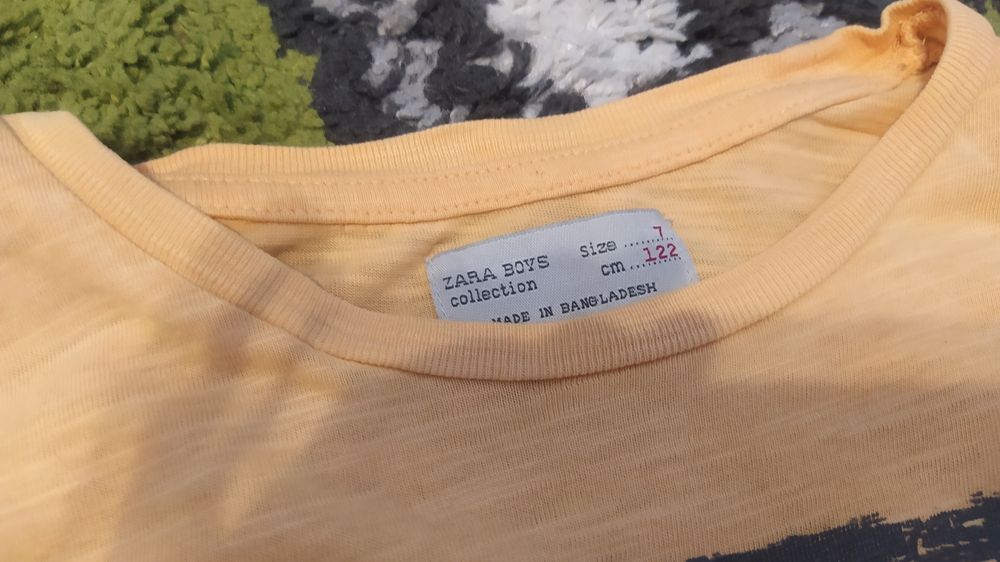 ZARA BOYS
collection
Size ...... 7
cm ...... 122
MADE IN BANGLADESH